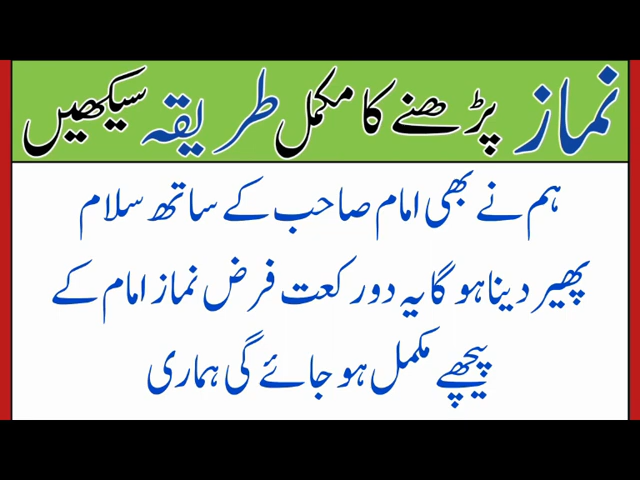 نماز پڑھنے کا مکمل طریقہ سیکھیں
ہم نے بھی امام صاحب کے ساتھ سلام
پھیر دینا ہو گا یہ دو رکعت فرض نماز امام کے
پیچھے مکمل ہو جائے گی ہماری